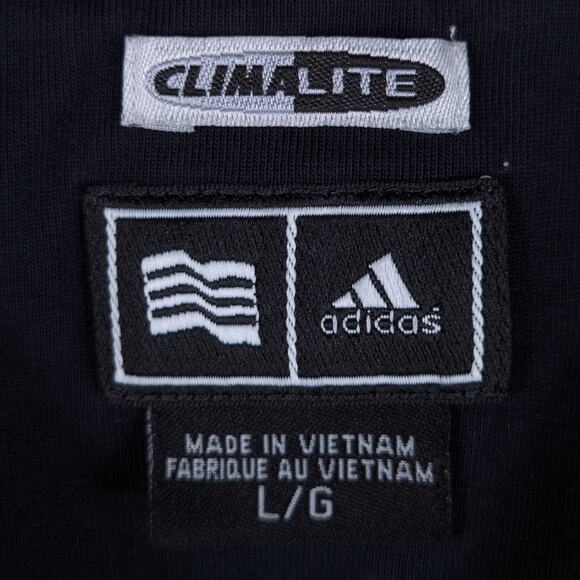 CLIMALITE
adidas
MADE IN VIETNAM
FABRIQUE AU VIETNAM
L/G